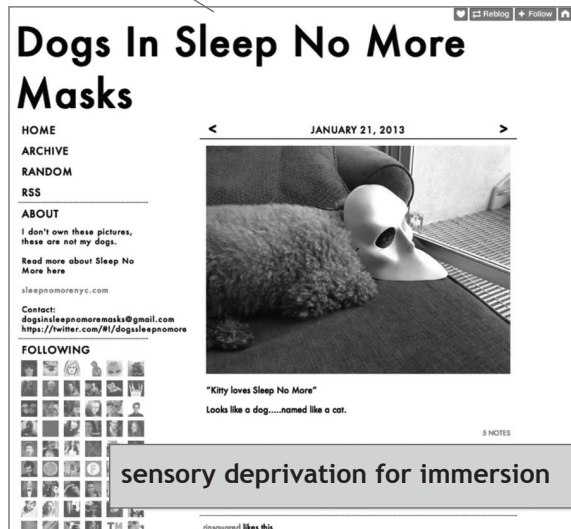 Reblog
+ Follow
Dogs In Sleep No More
Masks
HOME
ARCHIVE
RANDOM
RSS
ABOUT
I don't own these pictures,
these are not my dogs.
Read more about Sleep No
More here
sleepnomorenyc.com
Contact:
dogsinsleepnomoremasks@gmail.com
https://twitter.com/#!/dogssleepnomore
FOLLOWING
< JANUARY 21, 2013 >
"Kitty loves Sleep No More"
Looks like a dog.....named like a cat.
5 NOTES
sensory deprivation for immersion
rinsquared likes this